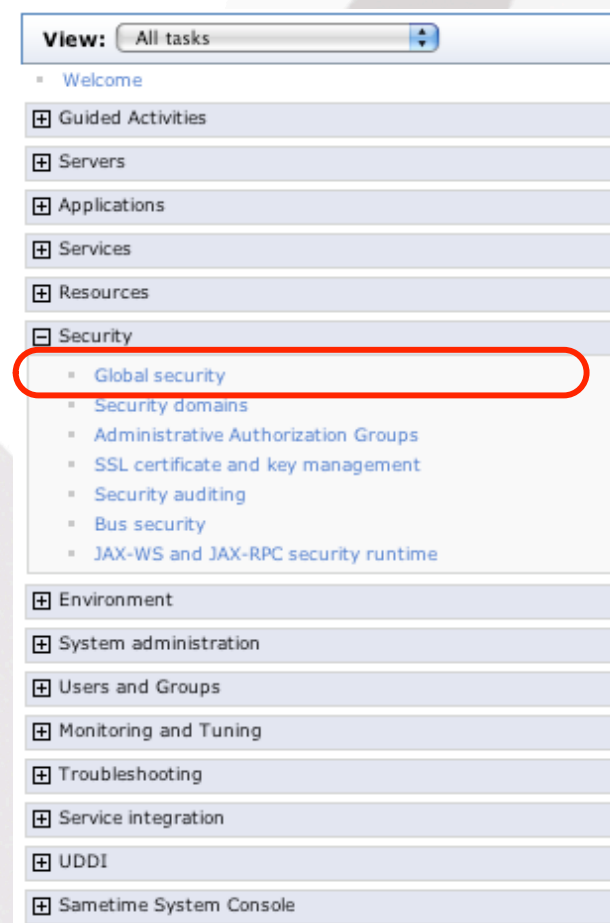 View: All tasks
Welcome
Guided Activities
Servers
Applications
Services
Resources
Security
Global security
Security domains
Administrative Authorization Groups
SSL certificate and key management
Security auditing
Bus security
JAX-WS and JAX-RPC security runtime
Environment
System administration
Users and Groups
Monitoring and Tuning
Troubleshooting
Service integration
UDDI
Sametime System Console